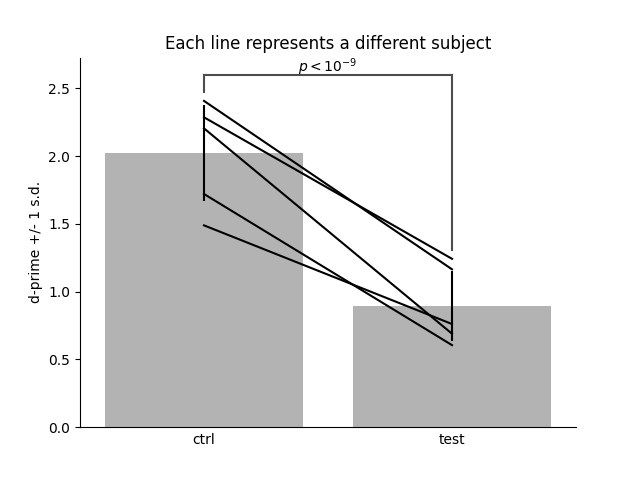 Each line represents a different subject
p < 10⁻⁹
d-prime +/- 1 s.d.
2.5
2.0
1.5
1.0
0.5
0.0
ctrl test